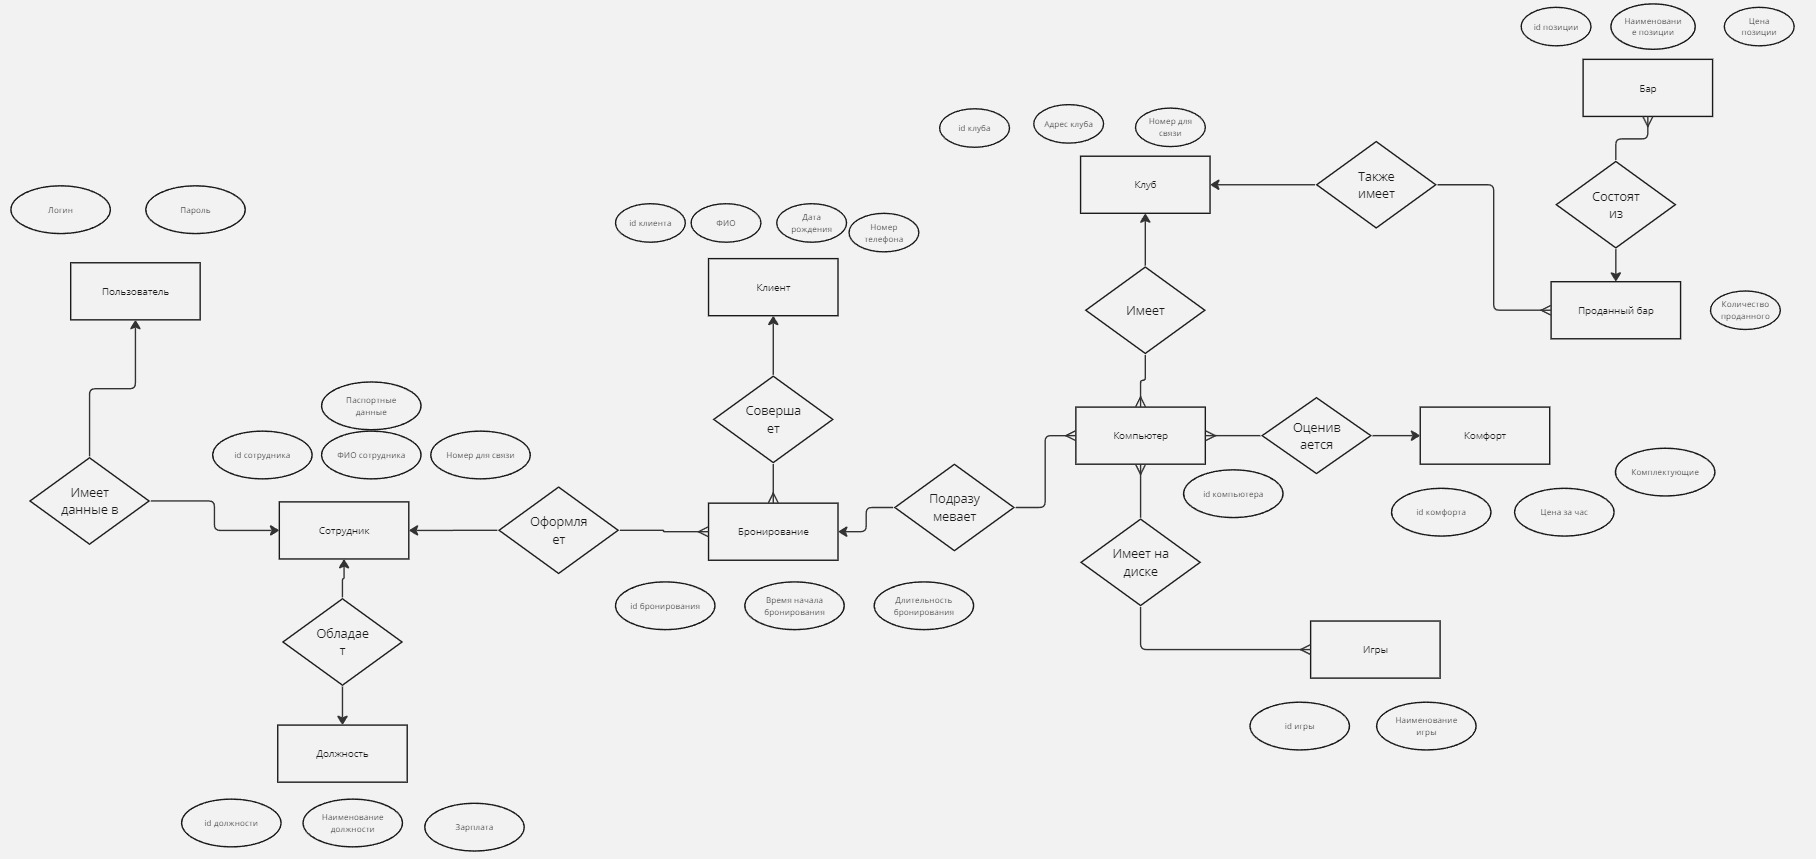 id позиции
Наименовани
е позиции
Цена
позиции
Бар
id клуба
Адрес клуба
Номер для
связи
Клуб
Также
имеет
Состоят
из
Логин
Пароль
id клиента
ФИО
Дата
рождения
Номер
телефона
Пользователь
Клиент
Имеет
Проданный бар
Количество
проданного
Паспортные
данные
Соверша
ет
Компьютер
Оценив
ается
Комфорт
id сотрудника
ФИО сотрудника
Номер для связи
Комплектующие
Имеет
данные в
id компьютера
Подразу
мевает
id комфорта
Цена за час
Сотрудник
Оформля
ет
Бронирование
Имеет на
диске
id бронирования
Время начала
бронирования
Длительность
бронирования
Обладае
т
Игры
id игры
Наименование
игры
Должность
id должности
Наименование
должности
Зарплата